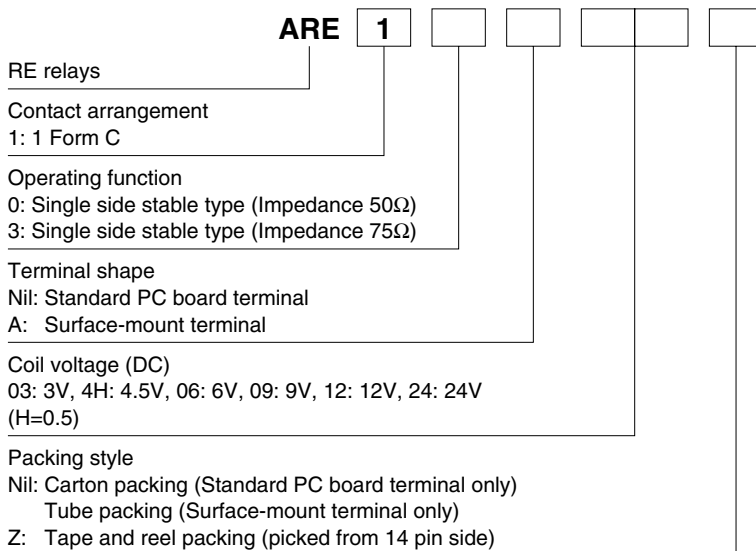 ARE 1
RE relays
Contact arrangement
1: 1 Form C
Operating function
0: Single side stable type (Impedance 50Ω)
3: Single side stable type (Impedance 75Ω)
Terminal shape
Nil: Standard PC board terminal
A: Surface-mount terminal
Coil voltage (DC)
03: 3V, 4H: 4.5V, 06: 6V, 09: 9V, 12: 12V, 24: 24V
(H=0.5)
Packing style
Nil: Carton packing (Standard PC board terminal only)
Tube packing (Surface-mount terminal only)
Z: Tape and reel packing (picked from 14 pin side)